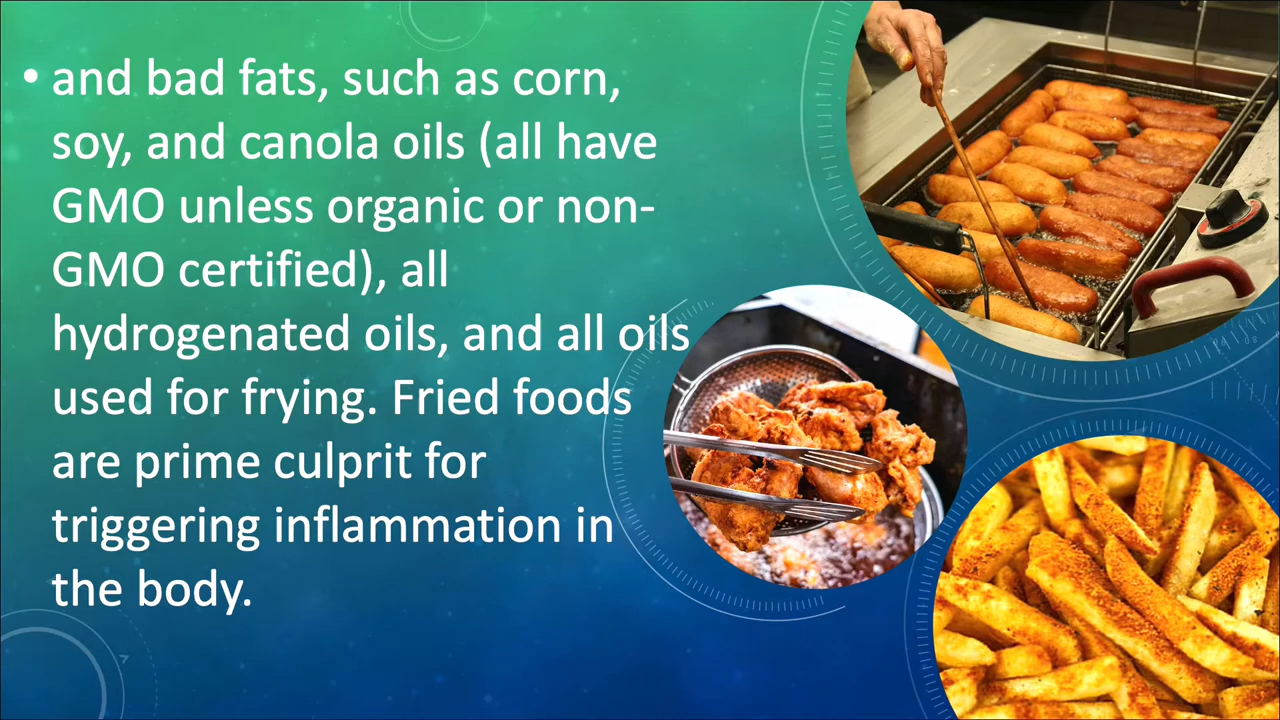 • and bad fats, such as corn,
soy, and canola oils (all have
GMO unless organic or non-
GMO certified), all
hydrogenated oils, and all oils
used for frying. Fried foods
are prime culprit for
triggering inflammation in
the body.